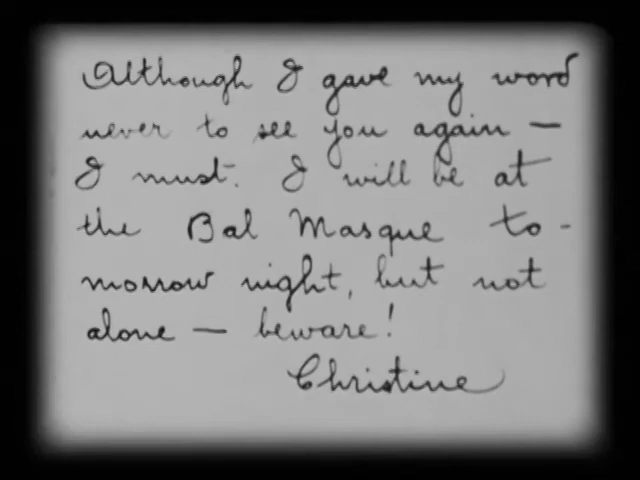 Although I gave my word
never to see you again —
I must. I will be at
the Bal Masque to-
morrow night, but not
alone — beware!
Christine